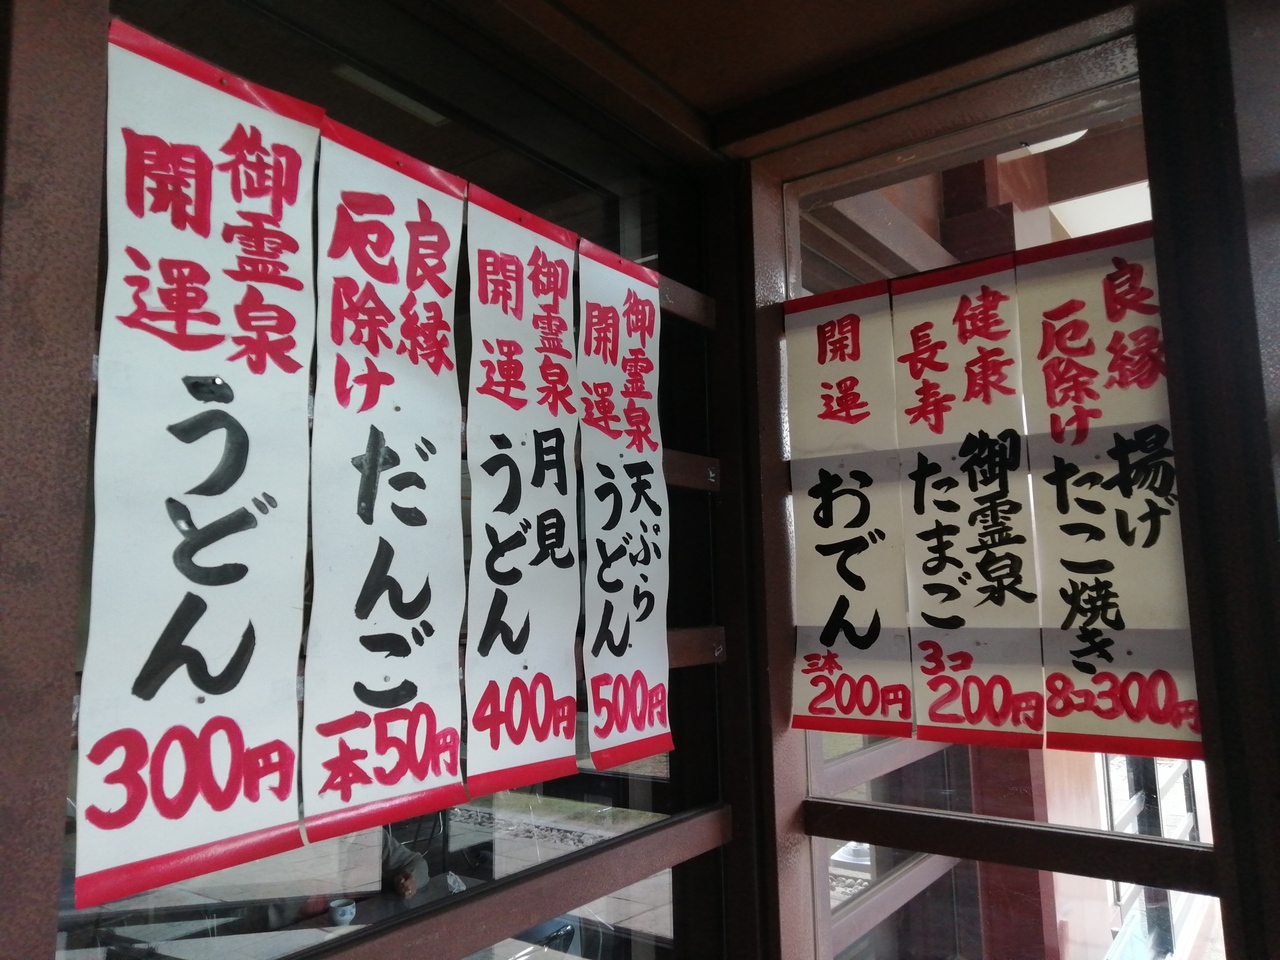 御霊泉
開運
うどん
300円
良縁
厄除け
だんご
一本50円
御霊泉
開運
月見
うどん
400円
御霊泉
開運
天ぷら
うどん
500円
開運
おでん
三本
200円
健康
長寿
御霊泉
たまご
3コ
200円
良縁
厄除け
揚げ
たこ焼き
8コ300円